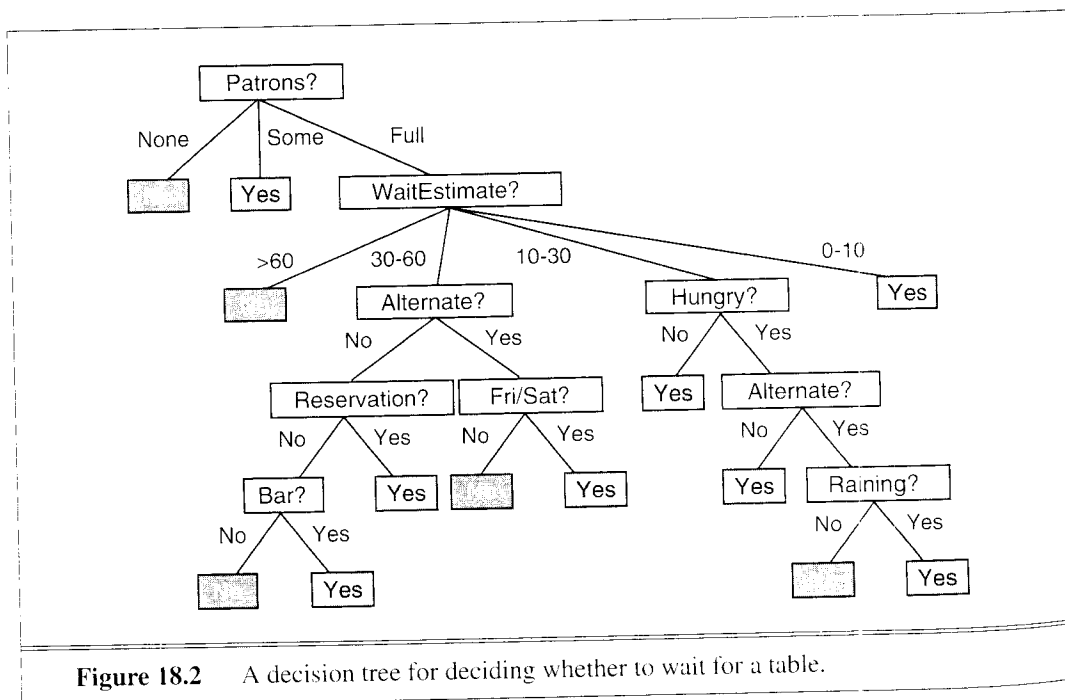 Patrons?
None Some Full
Yes WaitEstimate?
>60 30-60 10-30 0-10
Alternate? Hungry? Yes
No Yes No Yes
Reservation? Fri/Sat? Yes Alternate?
No Yes No Yes No Yes
Bar? Yes Yes Yes Raining?
No Yes No Yes
Yes Yes
Figure 18.2 A decision tree for deciding whether to wait for a table.